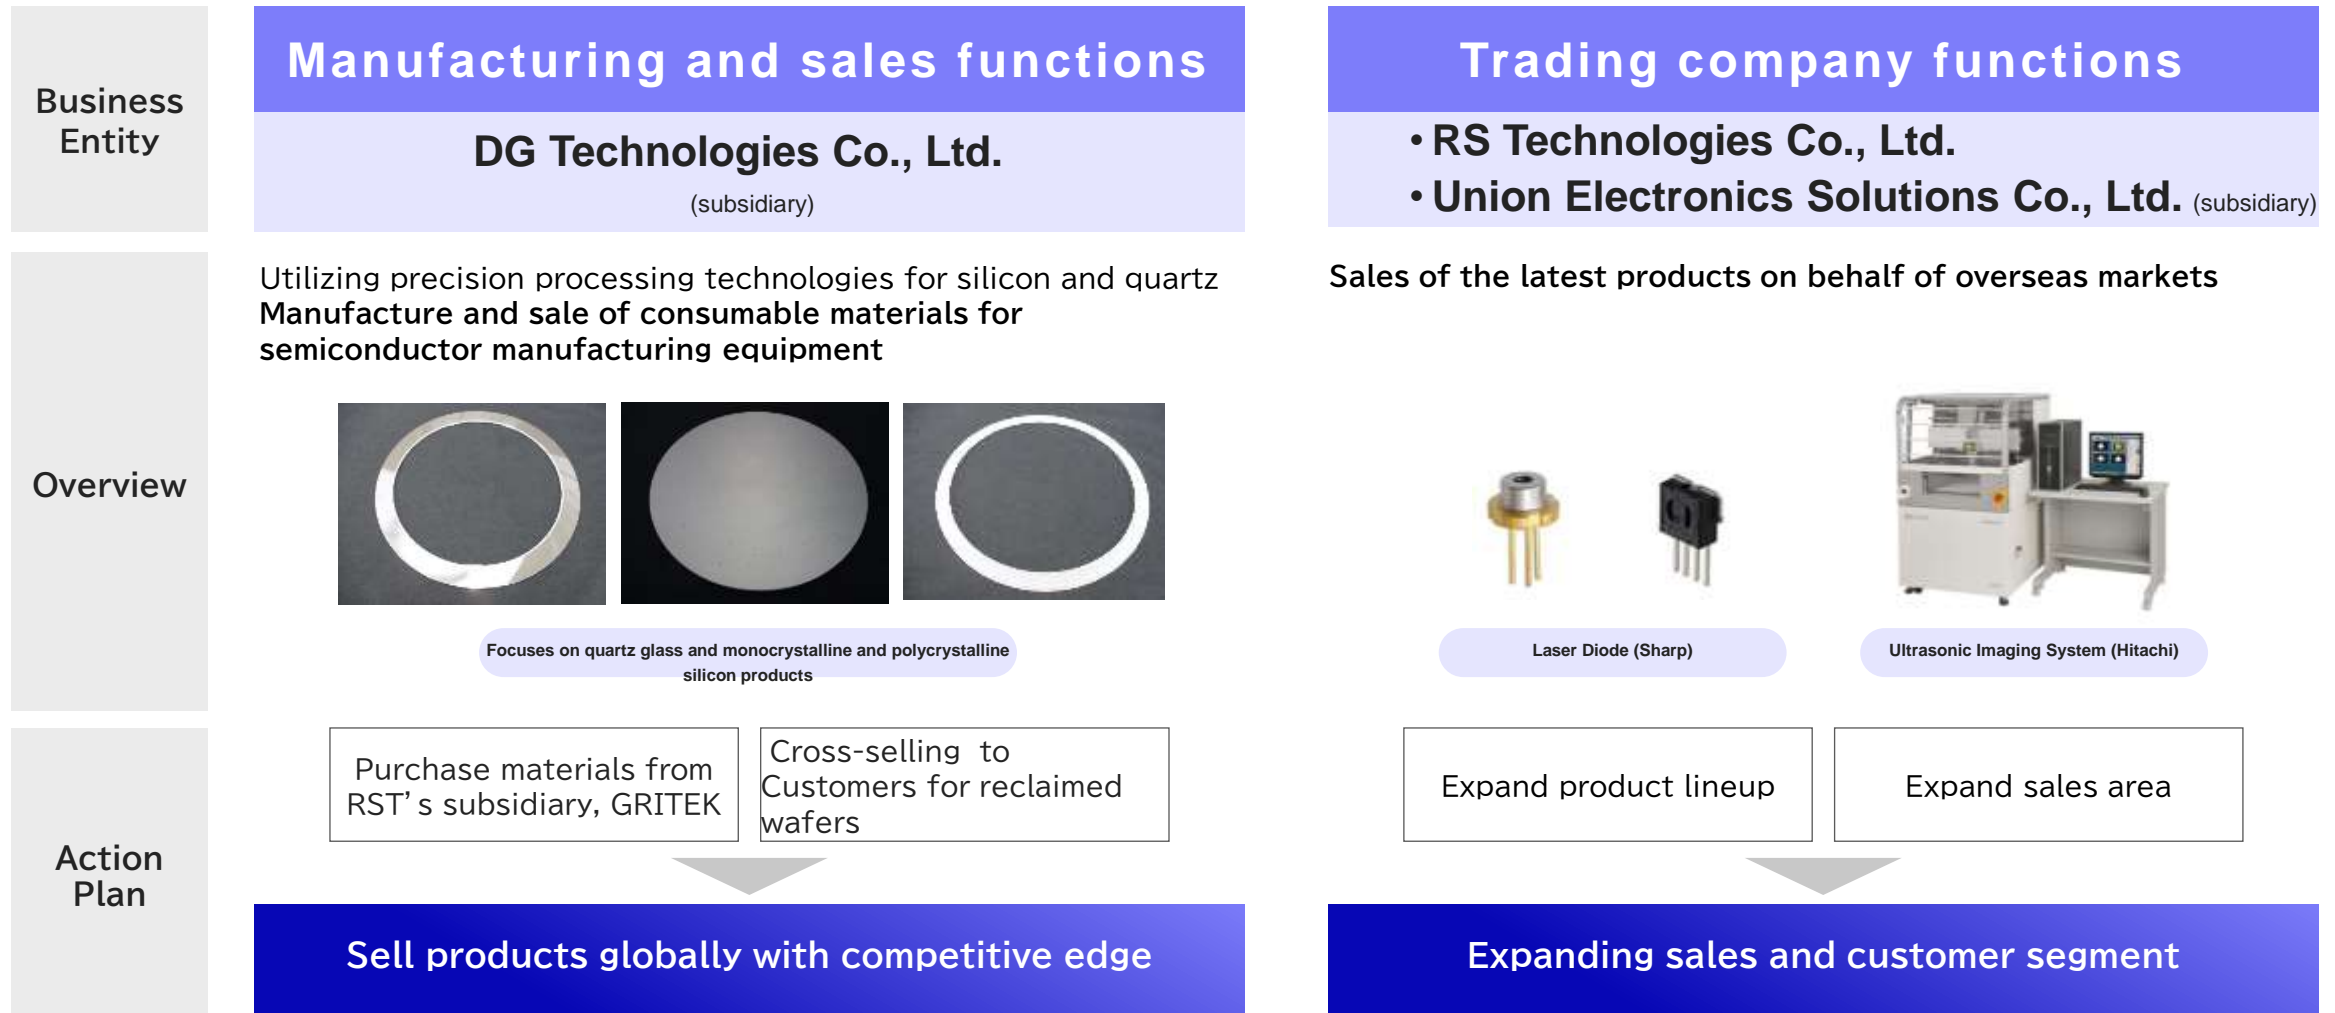 Business
Entity
Manufacturing and sales functions
DG Technologies Co., Ltd.
(subsidiary)
Trading company functions
• RS Technologies Co., Ltd.
• Union Electronics Solutions Co., Ltd. (subsidiary)
Overview
Utilizing precision processing technologies for silicon and quartz
Manufacture and sale of consumable materials for
semiconductor manufacturing equipment
Focuses on quartz glass and monocrystalline and polycrystalline
silicon products
Sales of the latest products on behalf of overseas markets
Laser Diode (Sharp)
Ultrasonic Imaging System (Hitachi)
Action
Plan
Purchase materials from
RST’s subsidiary, GRITEK
Cross-selling to
Customers for reclaimed
wafers
Sell products globally with competitive edge
Expand product lineup
Expand sales area
Expanding sales and customer segment